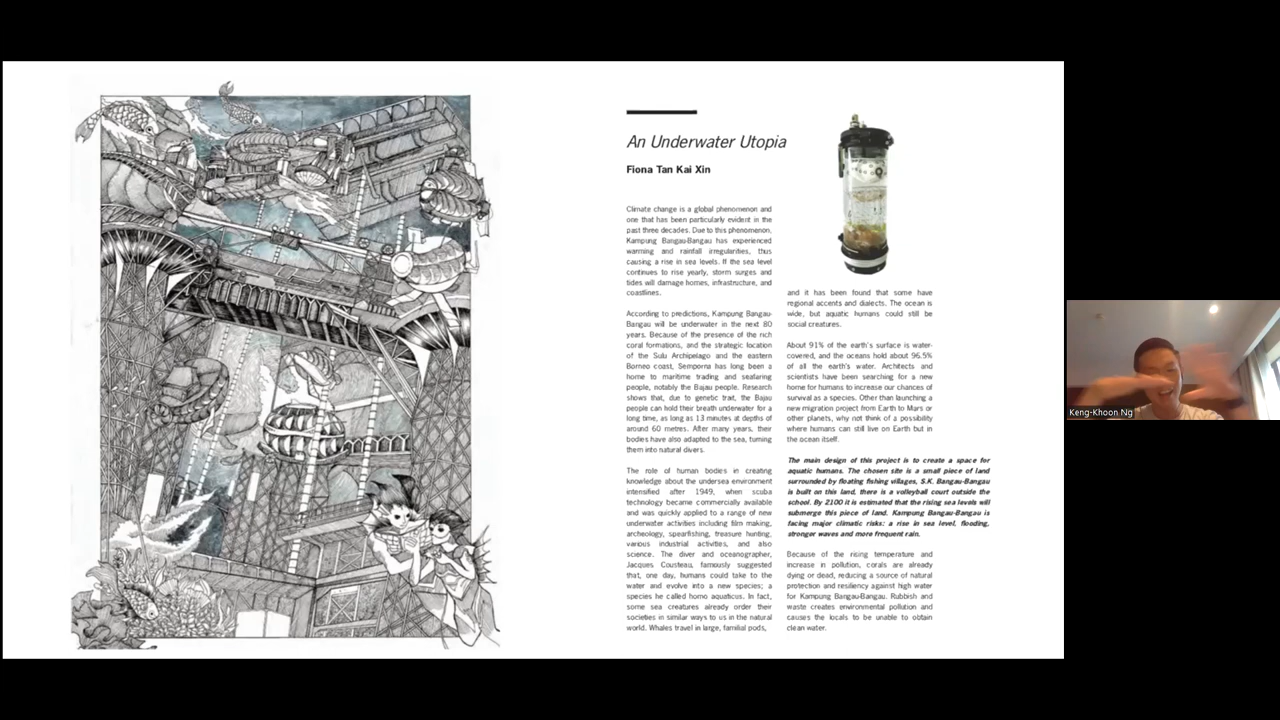 An Underwater Utopia
Fiona Tan Kai Xin
Climate change is a global phenomenon and
one that has been particularly evident in the
past three decades. Due to this phenomenon,
Kampung Bangau-Bangau has experienced
warming and rainfall irregularities, thus
causing a rise in sea levels. If the sea level
continues to rise yearly, storm surges and
tides will damage homes, infrastructure, and
coastlines.
According to predictions, Kampung Bangau-
Bangau will be underwater in the next 80
years. Because of the presence of the rich
coral formations, and the strategic location
of the Sulu Archipelago and the eastern
Borneo coast, Semporna has long been a
home to maritime trading and seafaring
people, notably the Bajau people. Research
shows that, due to genetic trait, the Bajau
people can hold their breath underwater for a
long time, as long as 13 minutes at depths of
around 60 metres. After many years, their
bodies have also adapted to the sea, turning
them into natural divers.
The role of human bodies in creating
knowledge about the undersea environment
intensified after 1949, when scuba
technology became commercially available
and was quickly applied to a range of new
underwater activities including film making,
archeology, spearfishing, treasure hunting,
various industrial activities, and also
science. The diver and oceanographer,
Jacques Cousteau, famously suggested
that, one day, humans could take to the
water and evolve into a new species; a
species he called homo aquaticus. In fact,
some sea creatures already order their
societies in similar ways to us in the natural
world. Whales travel in large, familial pods,
and it has been found that some have
regional accents and dialects. The ocean is
wide, but aquatic humans could still be
social creatures.
About 91% of the earth's surface is water-
covered, and the oceans hold about 96.5%
of all the earth's water. Architects and
scientists have been searching for a new
home for humans to increase our chances of
survival as a species. Other than launching a
new migration project from Earth to Mars or
other planets, why not think of a possibility
where humans can still live on Earth but in
the ocean itself.
The main design of this project is to create a space for
aquatic humans. The chosen site is a small piece of land
surrounded by floating fishing villages, S.K. Bangau-Bangau
is built on this land, there is a volleyball court outside the
school. By 2100 it is estimated that the rising sea levels will
submerge this piece of land. Kampung Bangau-Bangau is
facing major climatic risks: a rise in sea level, flooding,
stronger waves and more frequent rain.
Because of the rising temperature and
increase in pollution, corals are already
dying or dead, reducing a source of natural
protection and resiliency against high water
for Kampung Bangau-Bangau. Rubbish and
waste creates environmental pollution and
causes the locals to be unable to obtain
clean water.
Keng-Khoon Ng